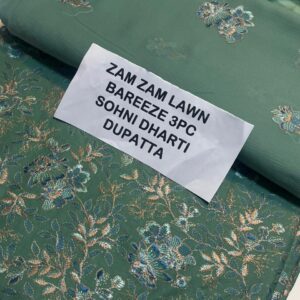 ZAM ZAM LAWN
BAREEZE 3PC
SOHNI DHARTI
DUPATTA